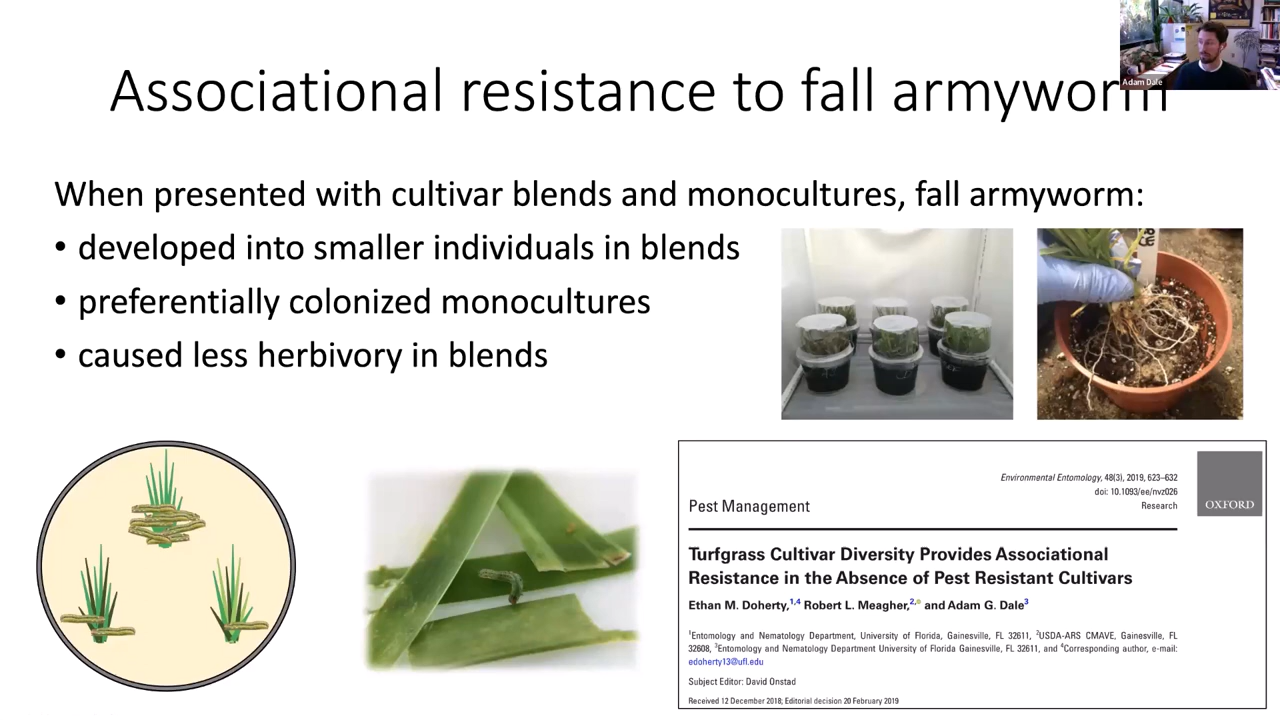 Adam Dale
Associational resistance to fall armyworm
When presented with cultivar blends and monocultures, fall armyworm:
• developed into smaller individuals in blends
• preferentially colonized monocultures
• caused less herbivory in blends
Environmental Entomology, 48(3), 2019, 623–632
doi: 10.1093/ee/nvz026
Research
Pest Management
OXFORD
Turfgrass Cultivar Diversity Provides Associational
Resistance in the Absence of Pest Resistant Cultivars
Ethan M. Doherty,1,4 Robert L. Meagher,2, and Adam G. Dale3
1Entomology and Nematology Department, University of Florida, Gainesville, FL 32611, 2USDA-ARS CMAVE, Gainesville, FL
32608, 3Entomology and Nematology Department University of Florida Gainesville, FL 32611, and 4Corresponding author, e-mail:
edoherty13@ufl.edu
Subject Editor: David Onstad
Received 12 December 2018; Editorial decision 20 February 2019